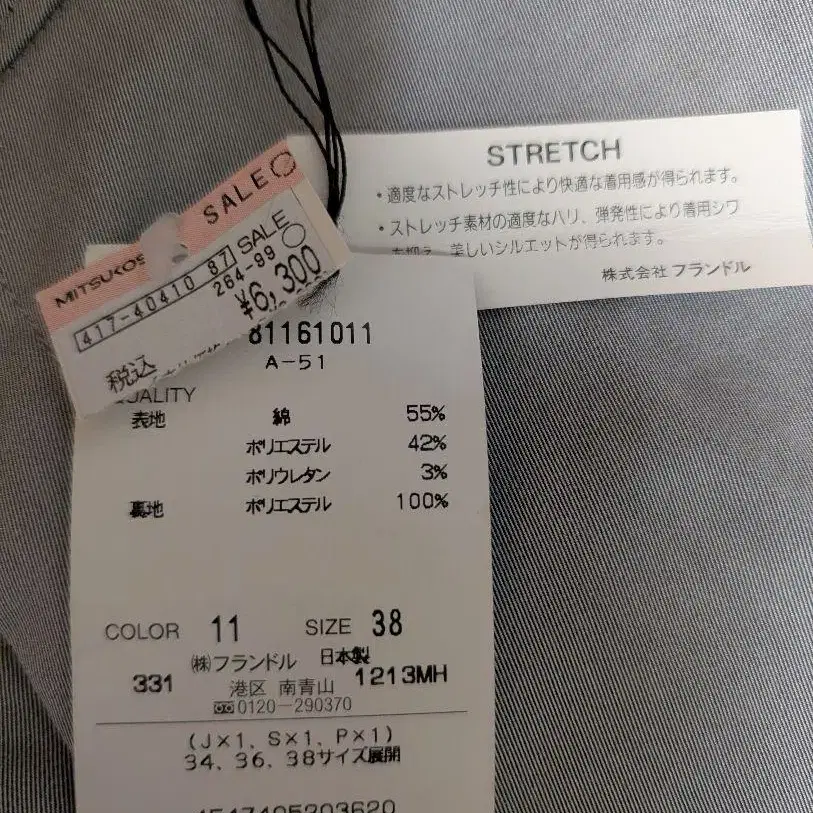 SALE
MITSUKOS
417-40410 87 SALE
264-99
¥6,300
税込
STRETCH
・適度なストレッチ性により快適な着用感が得られます。
・ストレッチ素材の適度なハリ、弾発性により着用シワ
を抑え、美しいシルエットが得られます。
株式会社 フランドル
81161011
A-51
QUALITY
表地 綿 55%
ポリエステル 42%
ポリウレタン 3%
裏地 ポリエステル 100%
COLOR 11 SIZE 38
(株)フランドル 日本製
331 港区 南青山 1213MH
0120-290370
(J×1、S×1、P×1)
34、36、38サイズ展開